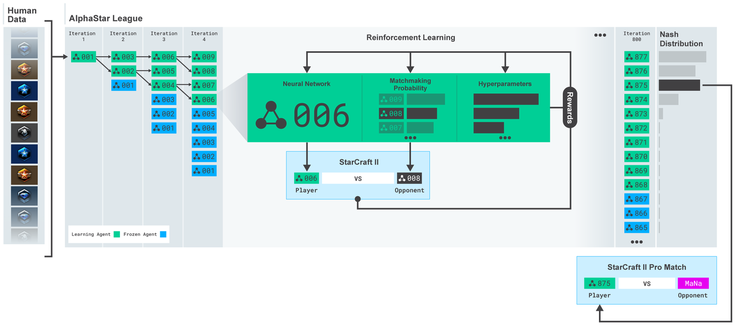 Human
Data
AlphaStar League
Iteration
1
Iteration
2
Iteration
3
Iteration
4
001
003
002
001
006
005
004
003
002
001
009
008
007
006
005
004
003
002
001
Learning Agent
Frozen Agent
Reinforcement Learning
•••
Neural Network
006
Matchmaking
Probability
009
008
007
•••
Hyperparameters
•••
Rewards
StarCraft II
006
VS
008
Player
Opponent
Iteration
800
877
876
875
874
873
872
871
870
869
868
867
866
865
•••
Nash
Distribution
StarCraft II Pro Match
875
VS
MaNa
Player
Opponent